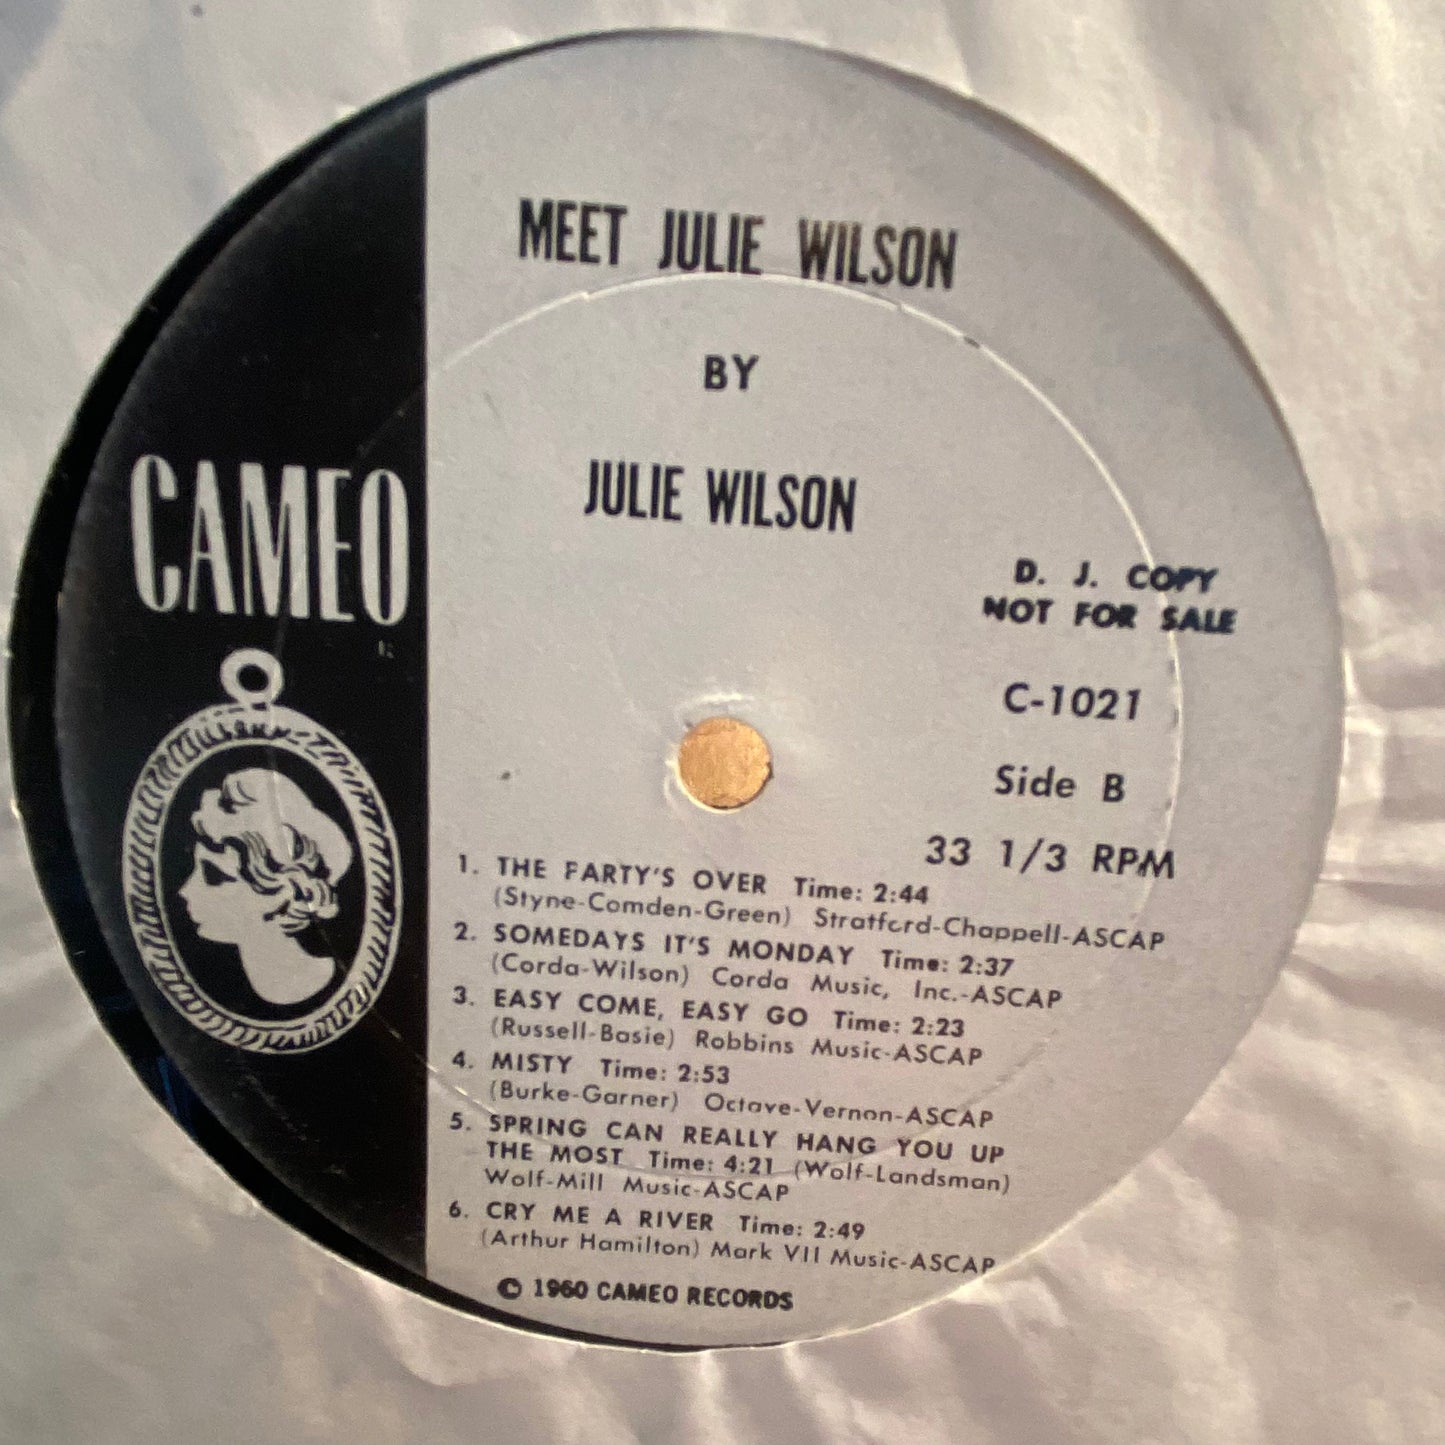 MEET JULIE WILSON
BY
JULIE WILSON
CAMEO
D. J. COPY
NOT FOR SALE
C-1021
Side B
33 1/3 RPM
1. THE PARTY'S OVER Time: 2:44
(Styne-Comden-Green) Stratford-Chappell-ASCAP
2. SOMEDAYS IT'S MONDAY Time: 2:37
(Corda-Wilson) Corda Music, Inc.-ASCAP
3. EASY COME, EASY GO Time: 2:23
(Russell-Basie) Robbins Music-ASCAP
4. MISTY Time: 2:53
(Burke-Garner) Octave-Vernon-ASCAP
5. SPRING CAN REALLY HANG YOU UP
THE MOST Time: 4:21 (Wolf-Landsman)
Wolf-Mill Music-ASCAP
6. CRY ME A RIVER Time: 2:49
(Arthur Hamilton) Mark VII Music-ASCAP
© 1960 CAMEO RECORDS